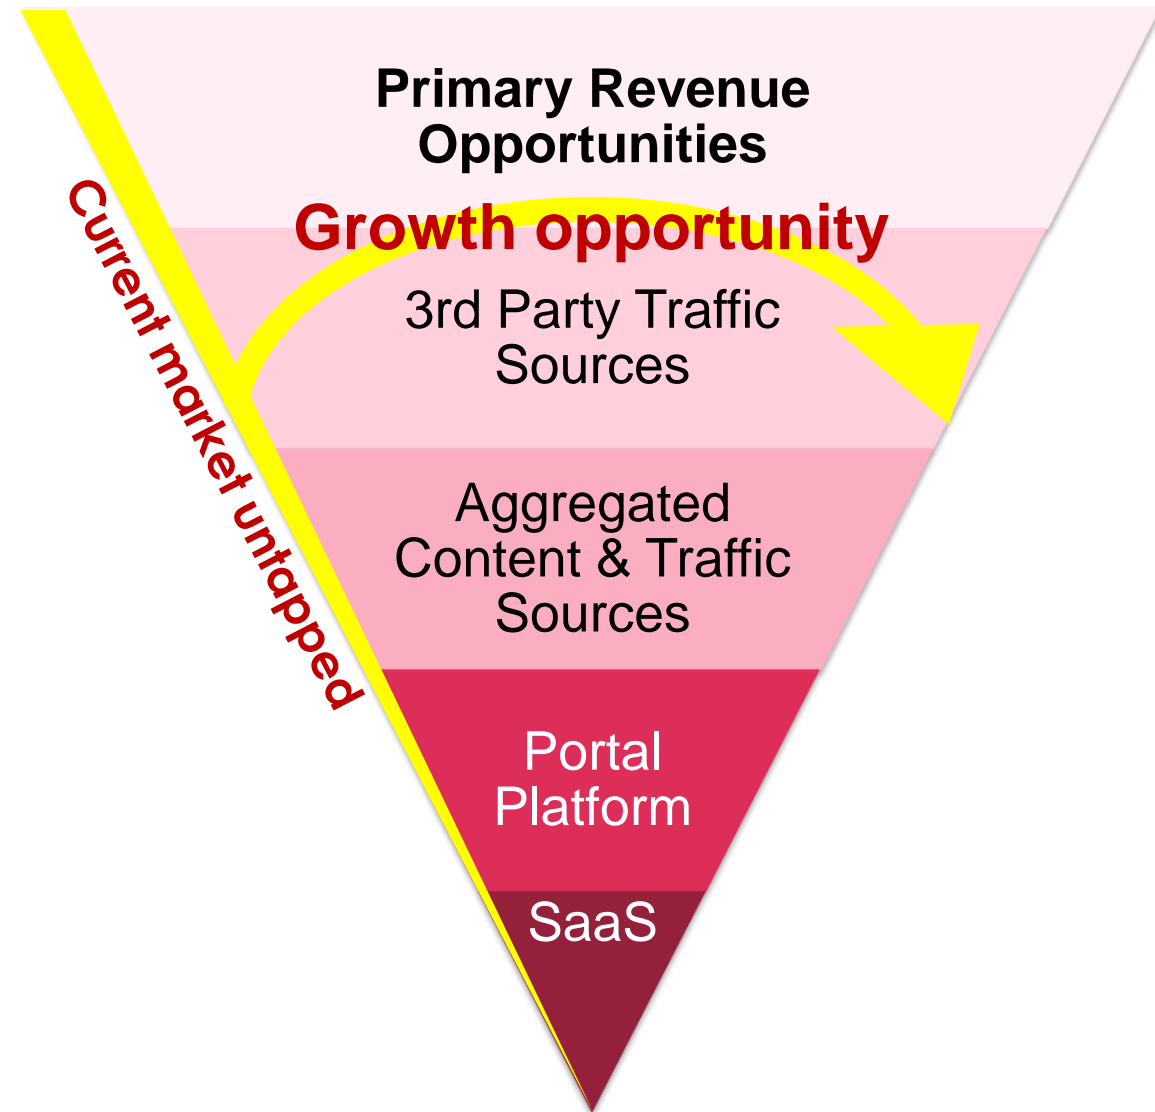 Primary Revenue
Opportunities
Growth opportunity
3rd Party Traffic
Sources
Aggregated
Content & Traffic
Sources
Portal
Platform
SaaS
Current market untapped